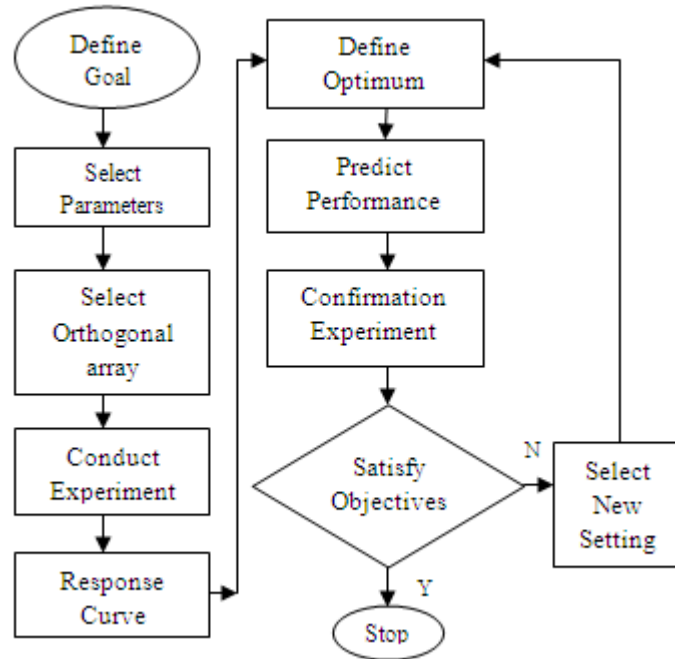 Define
Goal
Select
Parameters
Select
Orthogonal
array
Conduct
Experiment
Response
Curve
Define
Optimum
Predict
Performance
Confirmation
Experiment
Satisfy
Objectives
N
Select
New
Setting
Y
Stop